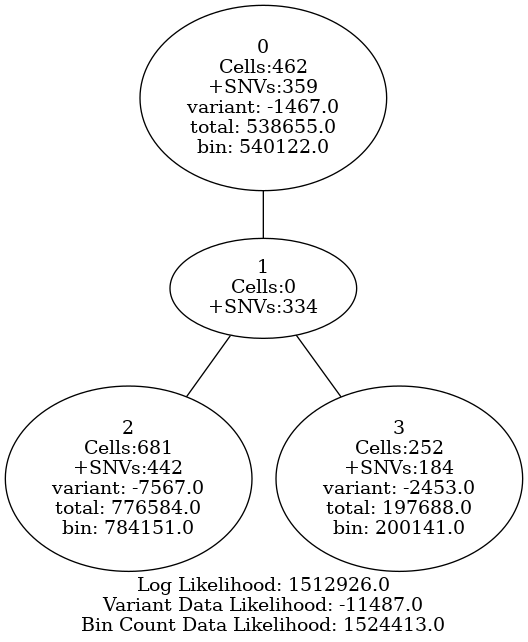 0
Cells:462
+SNVs:359
variant: -1467.0
total: 538655.0
bin: 540122.0
1
Cells:0
+SNVs:334
2
Cells:681
+SNVs:442
variant: -7567.0
total: 776584.0
bin: 784151.0
3
Cells:252
+SNVs:184
variant: -2453.0
total: 197688.0
bin: 200141.0
Log Likelihood: 1512926.0
Variant Data Likelihood: -11487.0
Bin Count Data Likelihood: 1524413.0